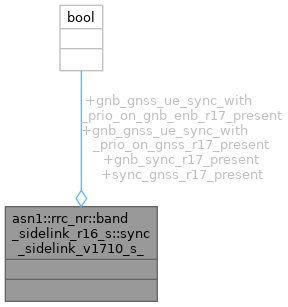 bool
+gnb_gnss_ue_sync_with
_prio_on_gnb_enb_r17_present
+gnb_gnss_ue_sync_with
_prio_on_gnss_r17_present
+gnb_sync_r17_present
+sync_gnss_r17_present
asn1::rrc_nr::band
_sidelink_r16_s::sync
_sidelink_v1710_s_